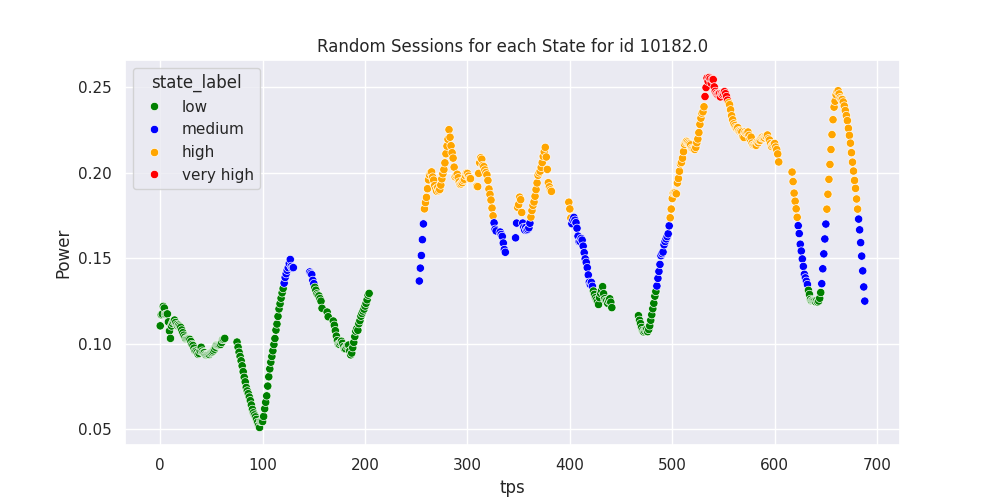 Random Sessions for each State for id 10182.0
state_label
low
medium
high
very high
Power
0.25
0.20
0.15
0.10
0.05
0 100 200 300 400 500 600 700
tps